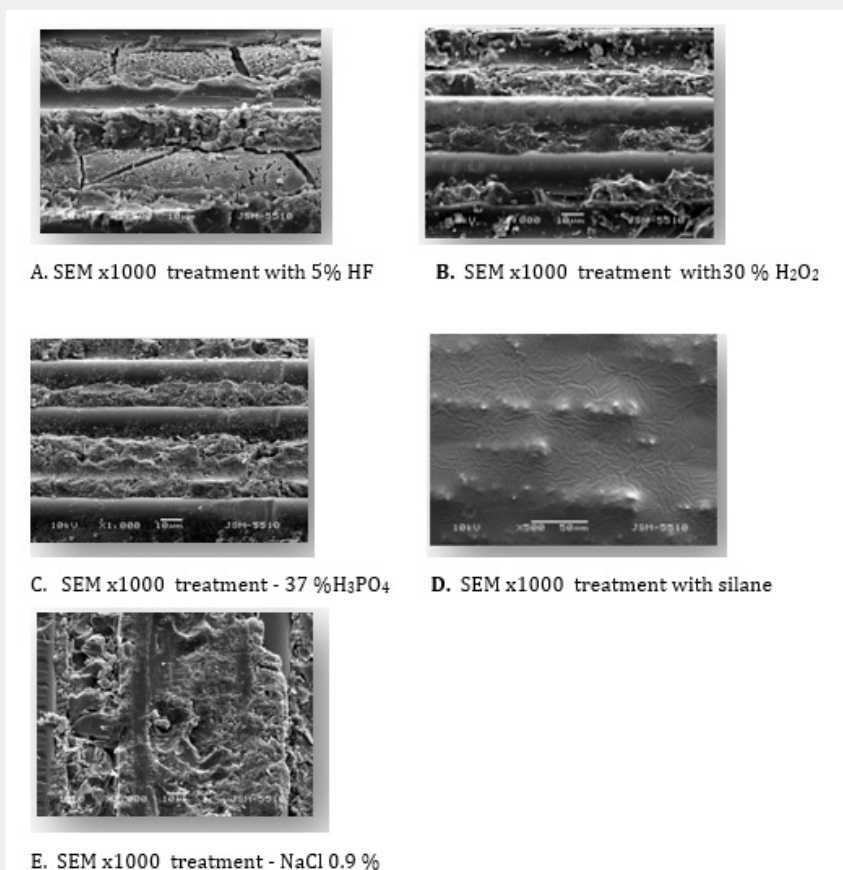 JSM-5510
A. SEM x1000 treatment with 5% HF
B. SEM x1000 treatment with30 % H₂O₂
10kV X1,000 10μm JSM-5510
10kV X500 50μm JSM-5510
C. SEM x1000 treatment - 37 %H₃PO₄
D. SEM x1000 treatment with silane
E. SEM x1000 treatment - NaCl 0.9 %